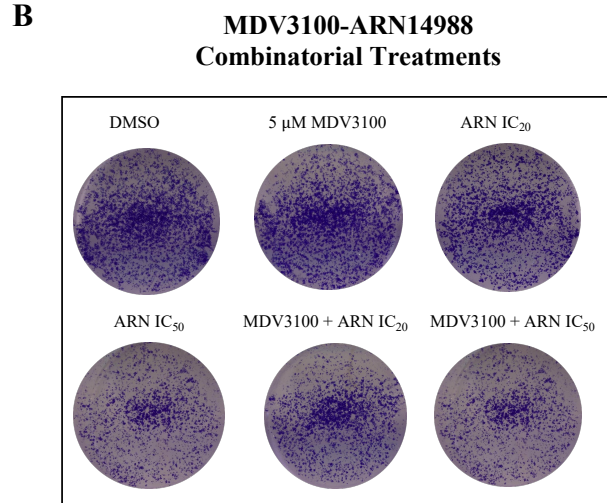 B
MDV3100-ARN14988
Combinatorial Treatments
DMSO
5 μM MDV3100
ARN IC₂₀
ARN IC₅₀
MDV3100 + ARN IC₂₀
MDV3100 + ARN IC₅₀